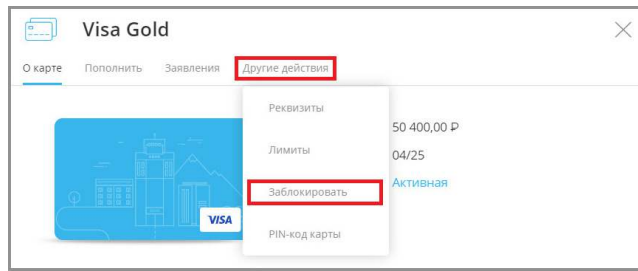 Visa Gold
О карте Пополнить Заявления Другие действия
Реквизиты
50 400,00 ₽
Лимиты
04/25
Заблокировать
Активная
VISA
PIN-код карты